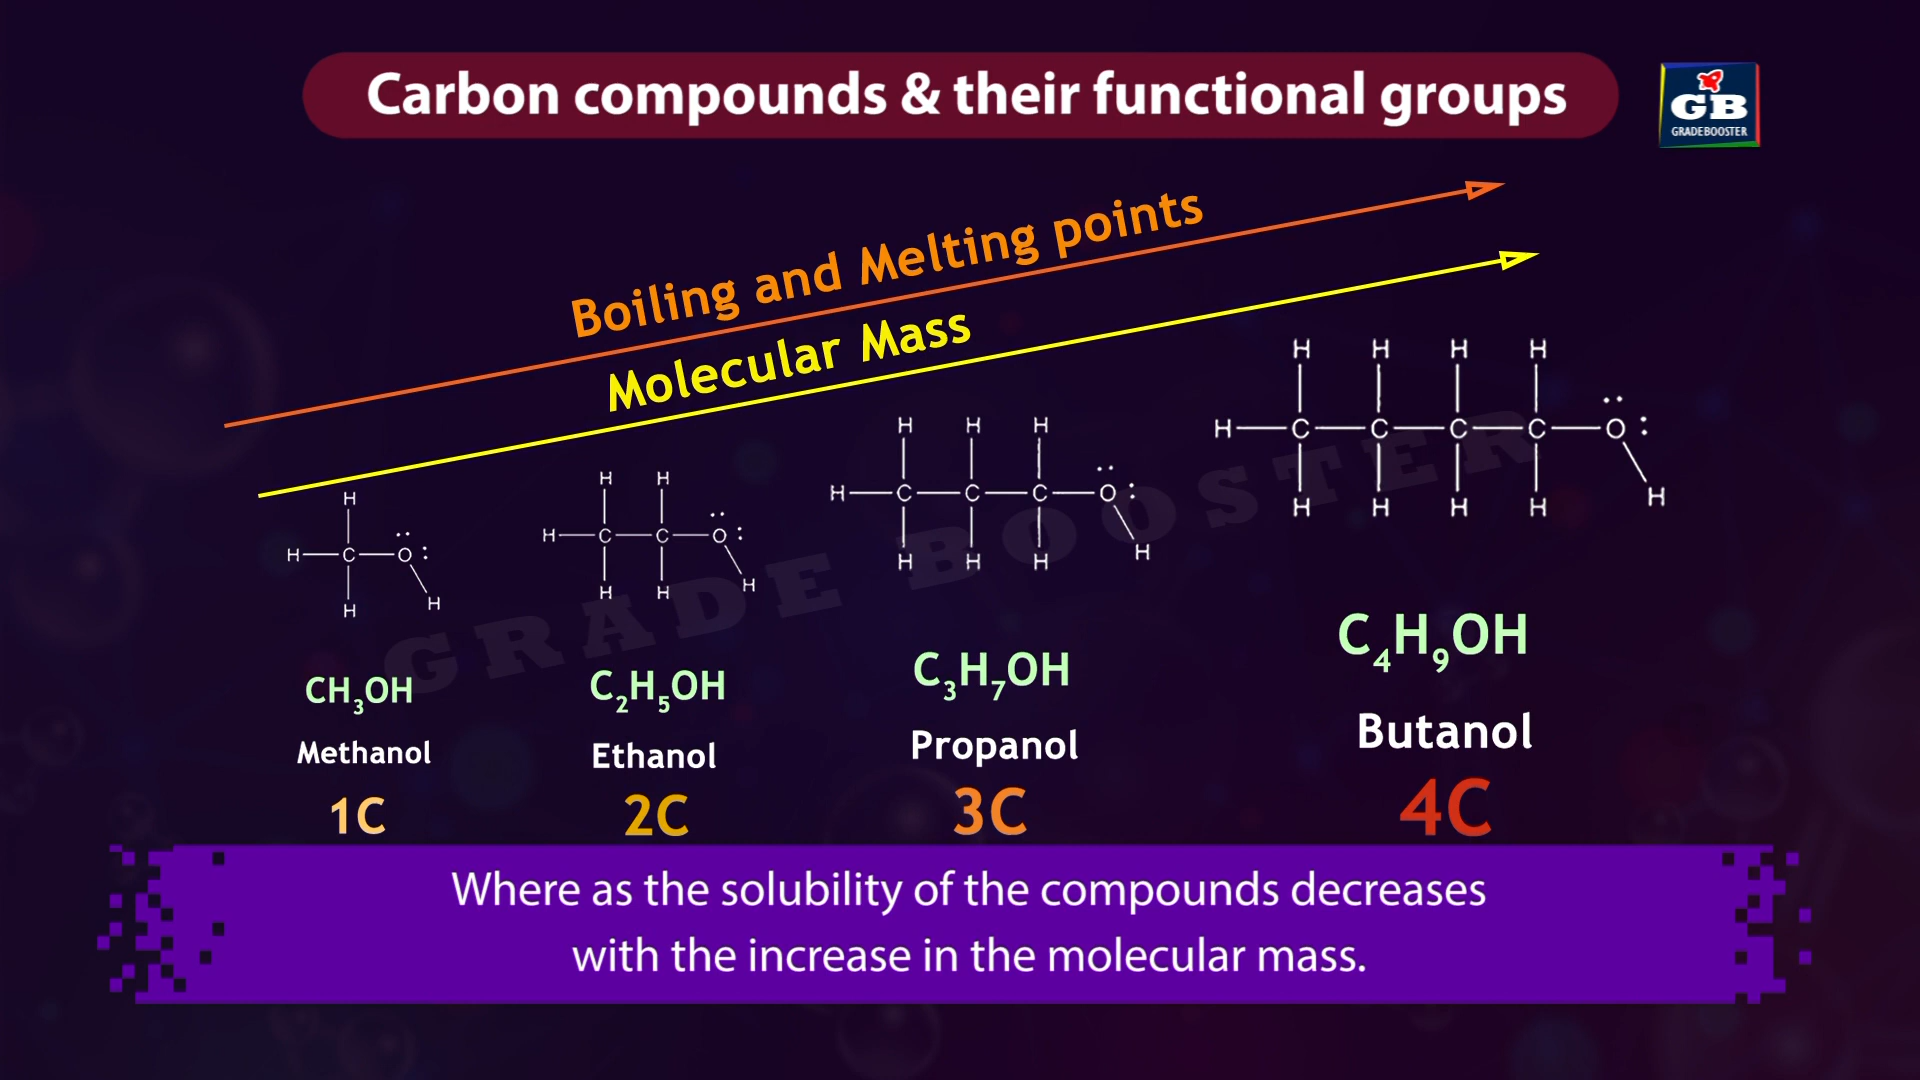 Carbon compounds & their functional groups
GB
GRADEBOOSTER
Boiling and Melting points
Molecular Mass
H
H C O :
H H
H H
H C C O :
H H H
H H H
H C C C O :
H H H H
H H H H
H C C C C O :
H H H H H
GRADE BOOSTER
CH₃OH
C₂H₅OH
C₃H₇OH
C₄H₉OH
Methanol
Ethanol
Propanol
Butanol
1C
2C
3C
4C
Where as the solubility of the compounds decreases
with the increase in the molecular mass.